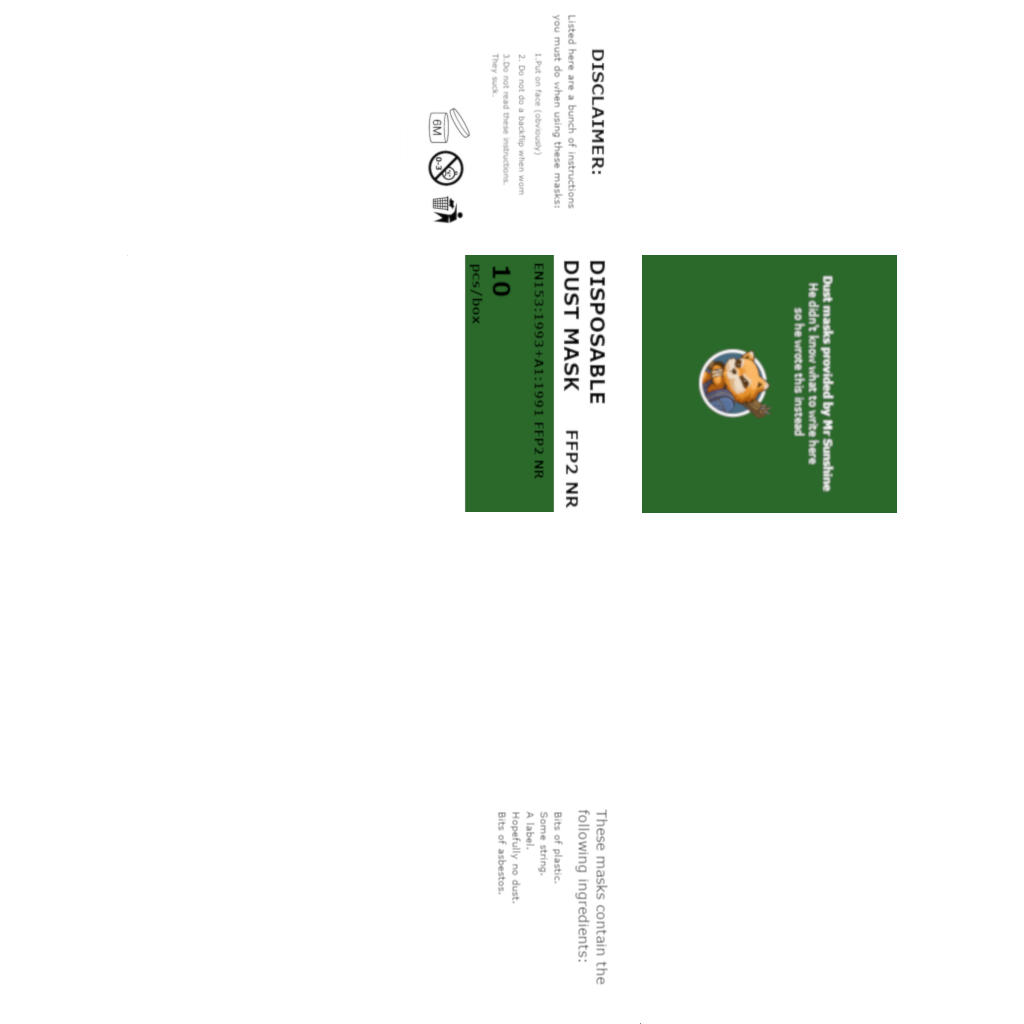 DISCLAIMER:
Listed here are a bunch of instructions
you must do when using these masks:
1.Put on face (obviously)
2. Do not do a backflip when worn
3.Do not read these instructions.
They suck.
6M
0-3
Dust masks provided by Mr Sunshine
He didn't know what to write here
so he wrote this instead
DISPOSABLE
DUST MASK
FFP2 NR
EN153:1993+A1:1991 FFP2 NR
10
pcs/box
These masks contain the
following ingredients:
Bits of plastic.
Some string,
A label.
Hopefully no dust,
Bits of asbestos,